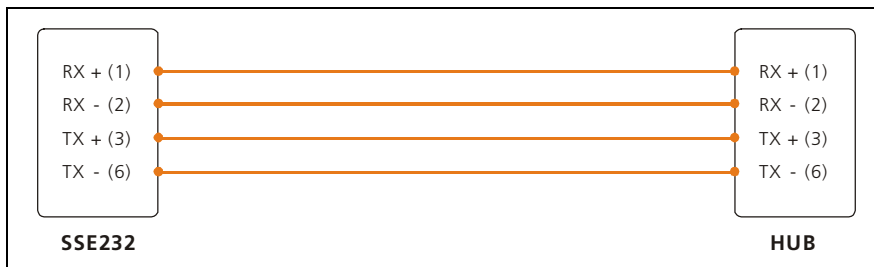 RX + (1) RX + (1)
RX - (2) RX - (2)
TX + (3) TX + (3)
TX - (6) TX - (6)
SSE232 HUB